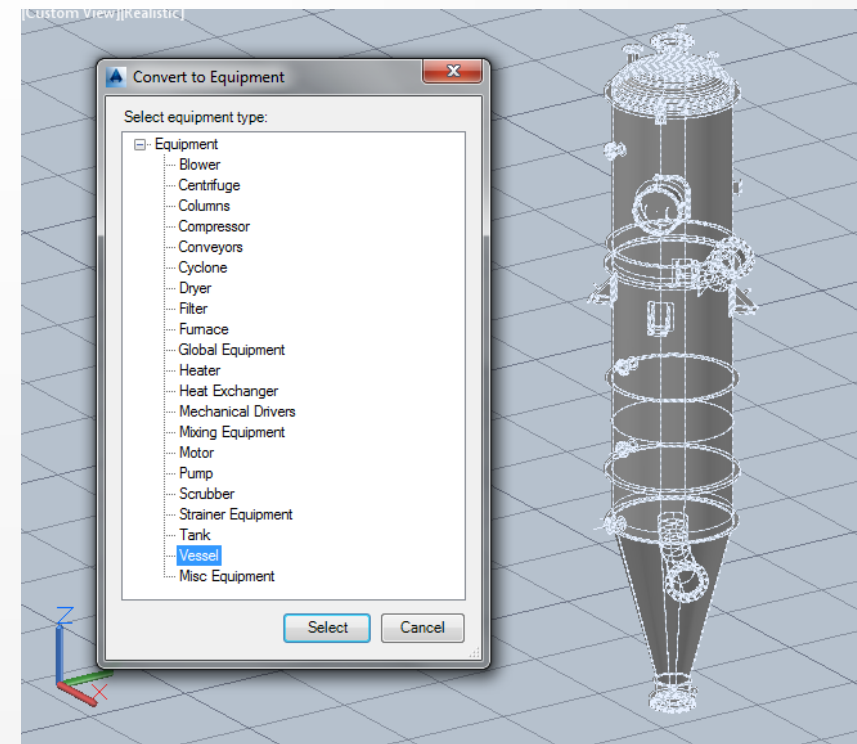 [Custom View][Realistic]
Convert to Equipment
Select equipment type:
Equipment
Blower
Centrifuge
Columns
Compressor
Conveyors
Cyclone
Dryer
Filter
Furnace
Global Equipment
Heater
Heat Exchanger
Mechanical Drivers
Mixing Equipment
Motor
Pump
Scrubber
Strainer Equipment
Tank
Vessel
Misc Equipment
Select
Cancel
Z
X